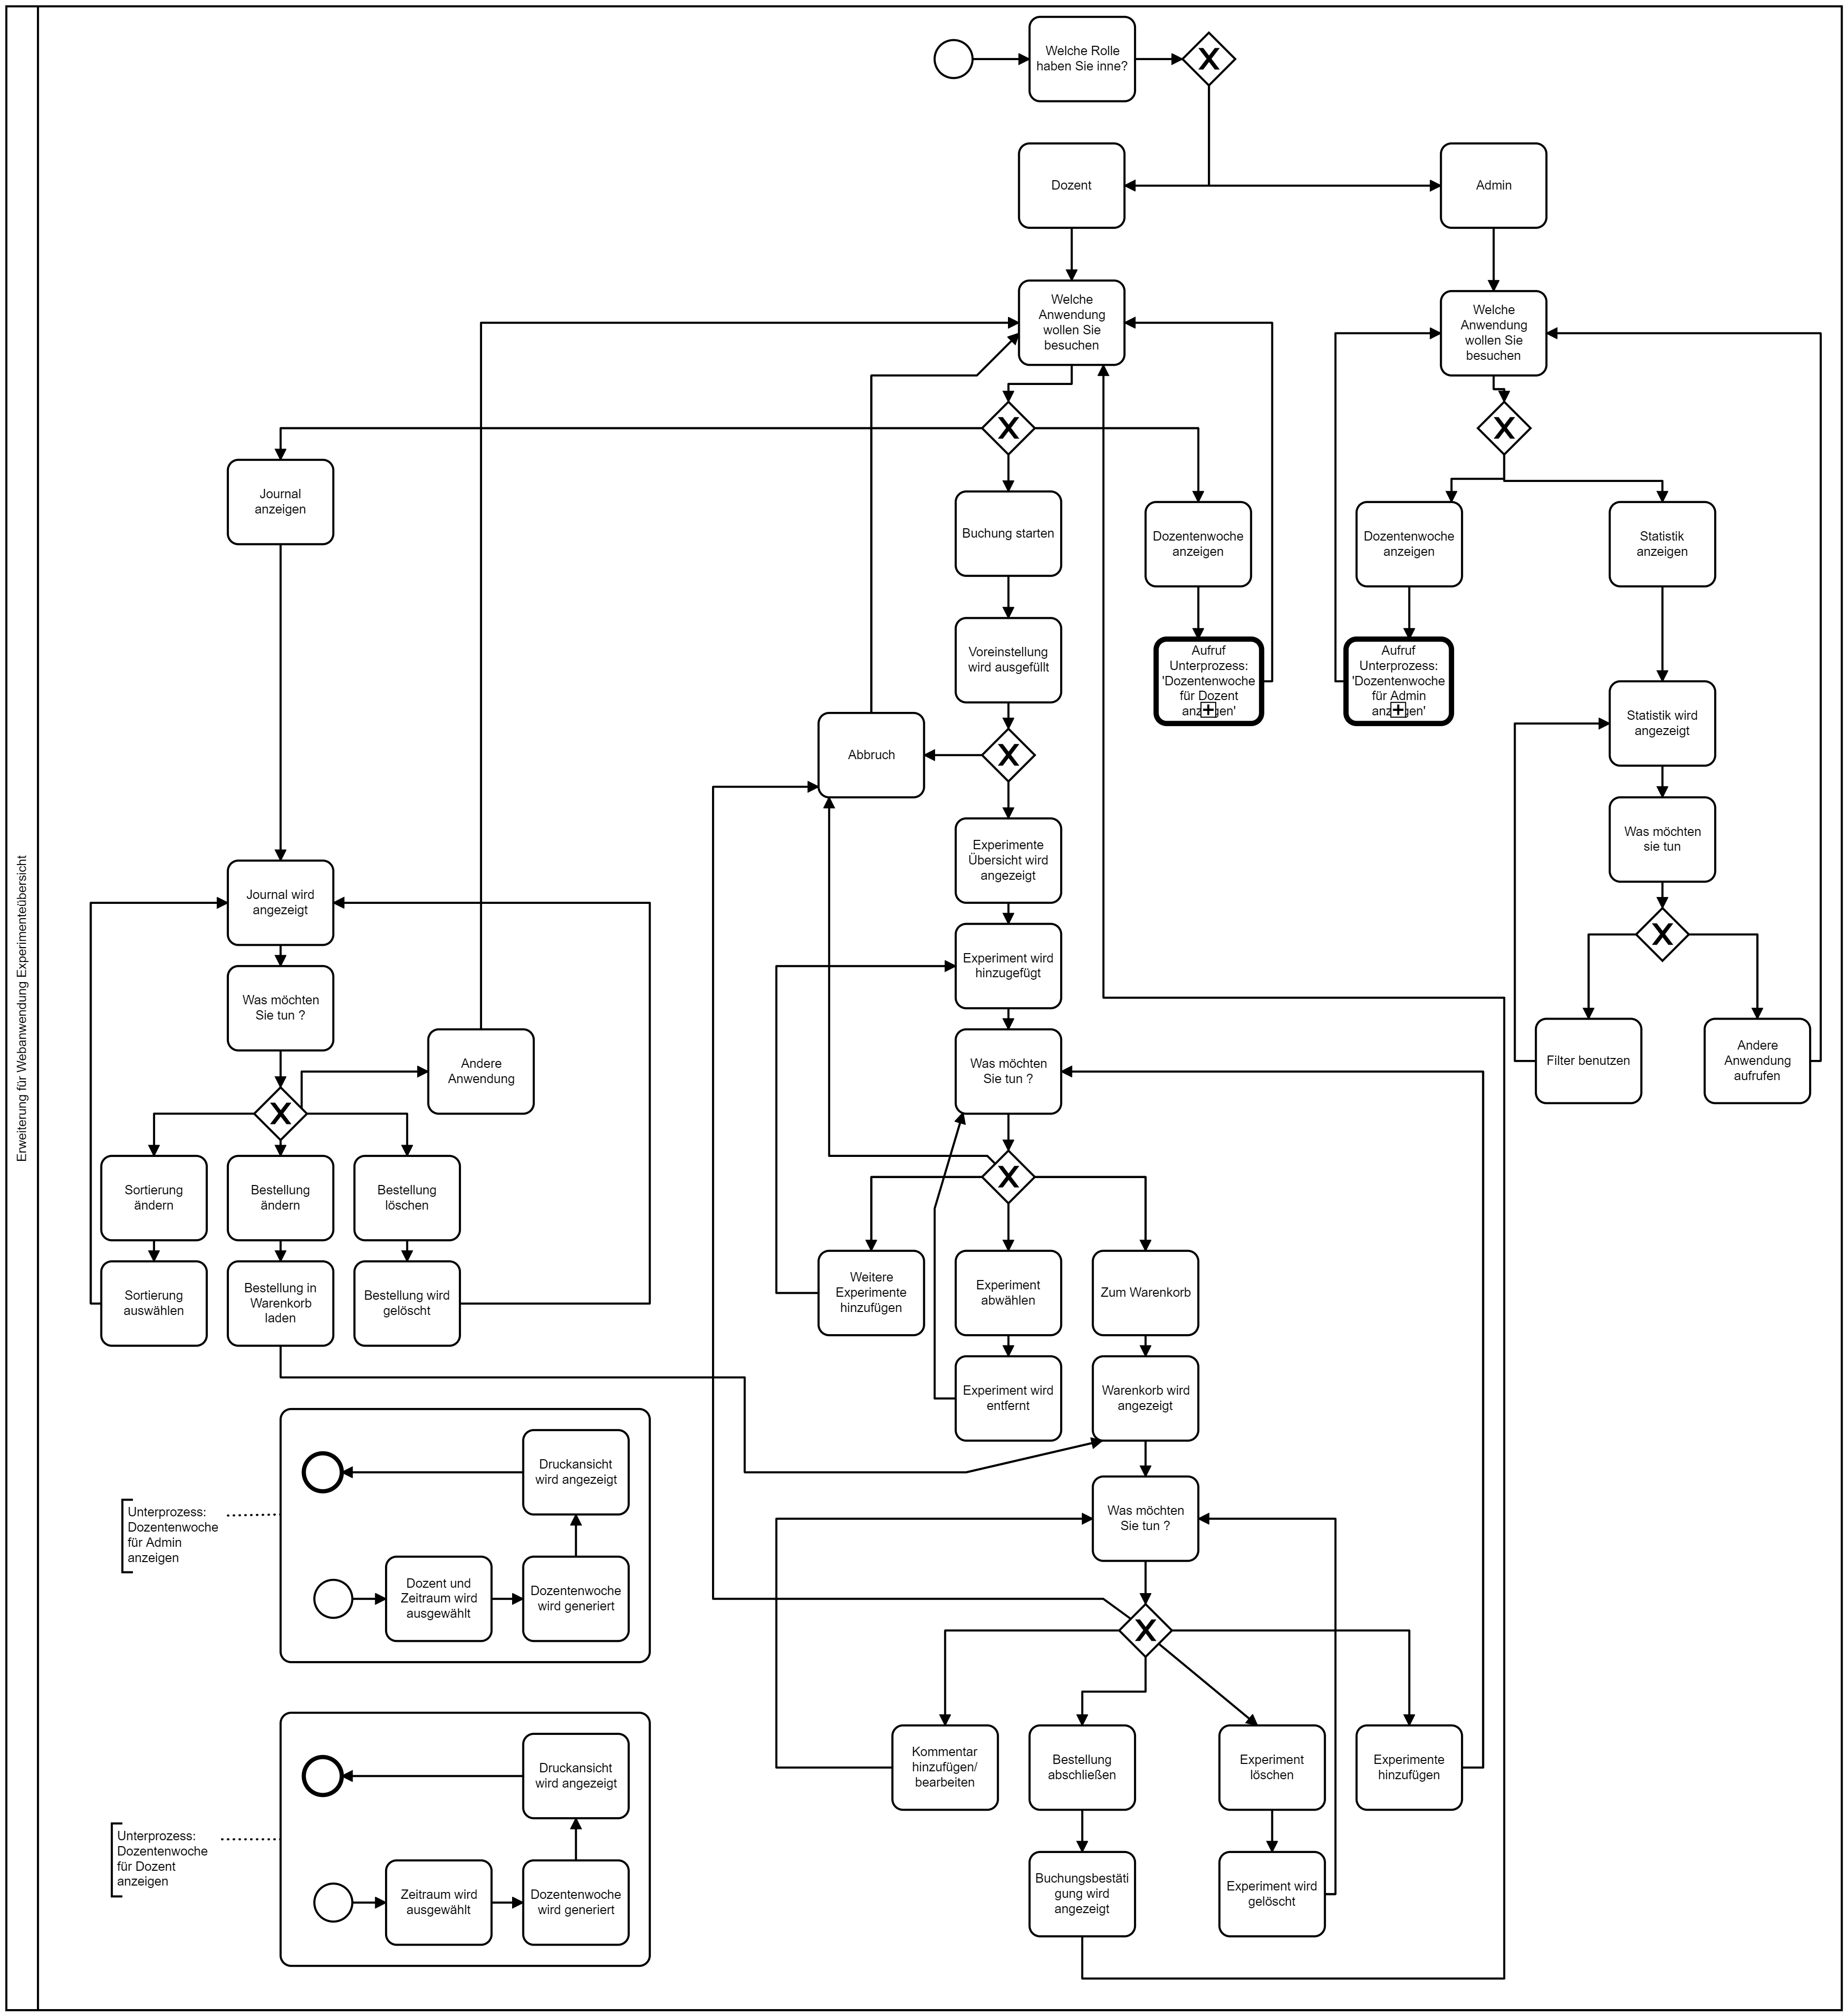 Erweiterung für Webanwendung Experimenteübersicht
Welche Rolle
haben Sie inne?
Dozent
Admin
Welche
Anwendung
wollen Sie
besuchen
Welche
Anwendung
wollen Sie
besuchen
Journal
anzeigen
Buchung starten
Dozentenwoche
anzeigen
Dozentenwoche
anzeigen
Statistik
anzeigen
Voreinstellung
wird ausgefüllt
Aufruf
Unterprozess:
'Dozentenwoche
für Dozent
anzeigen'
Aufruf
Unterprozess:
'Dozentenwoche
für Admin
anzeigen'
Statistik wird
angezeigt
Abbruch
Was möchten
sie tun
Experimente
Übersicht wird
angezeigt
Journal wird
angezeigt
Experiment wird
hinzugefügt
Was möchten
Sie tun ?
Andere
Anwendung
Was möchten
Sie tun ?
Filter benutzen
Andere
Anwendung
aufrufen
Sortierung
ändern
Bestellung
ändern
Bestellung
löschen
Sortierung
auswählen
Bestellung in
Warenkorb
laden
Bestellung wird
gelöscht
Weitere
Experimente
hinzufügen
Experiment
abwählen
Zum Warenkorb
Experiment wird
entfernt
Warenkorb wird
angezeigt
Druckansicht
wird angezeigt
Unterprozess:
Dozentenwoche
für Admin
anzeigen
Was möchten
Sie tun ?
Dozent und
Zeitraum wird
ausgewählt
Dozentenwoche
wird generiert
Druckansicht
wird angezeigt
Kommentar
hinzufügen/
bearbeiten
Bestellung
abschließen
Experiment
löschen
Experimente
hinzufügen
Unterprozess:
Dozentenwoche
für Dozent
anzeigen
Zeitraum wird
ausgewählt
Dozentenwoche
wird generiert
Buchungsbestäti
gung wird
angezeigt
Experiment wird
gelöscht